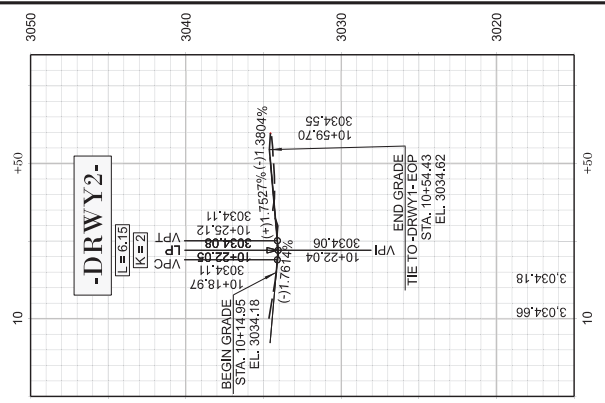 3050
3040
3030
3020
+50
+50
10
10
-DRWY2-
L = 6.15
K = 2
VPC
10+18.97
3034.11
LP
10+22.05
3034.08
VPT
10+25.12
3034.11
(-)1.7614%
(+)1.7527%
(-)1.3804%
10+59.70
3034.55
VPI
10+22.04
3034.06
BEGIN GRADE
STA. 10+14.95
EL. 3034.18
END GRADE
TIE TO -DRWY1- EOP
STA. 10+54.43
EL. 3034.62
3,034.18
3,034.66